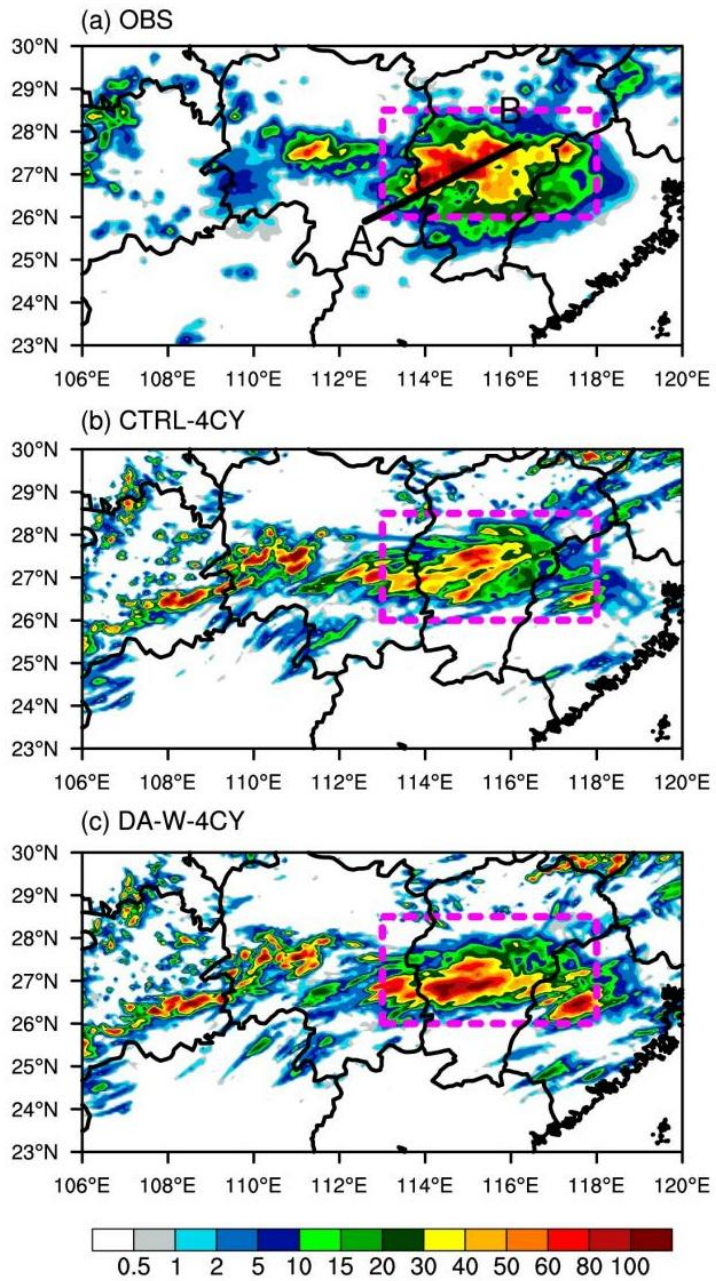 (a) OBS
30°N
29°N
28°N
27°N
26°N
25°N
24°N
23°N
B
A
106°E 108°E 110°E 112°E 114°E 116°E 118°E 120°E
(b) CTRL-4CY
30°N
29°N
28°N
27°N
26°N
25°N
24°N
23°N
106°E 108°E 110°E 112°E 114°E 116°E 118°E 120°E
(c) DA-W-4CY
30°N
29°N
28°N
27°N
26°N
25°N
24°N
23°N
106°E 108°E 110°E 112°E 114°E 116°E 118°E 120°E
0.5 1 2 5 10 15 20 30 40 50 60 80 100